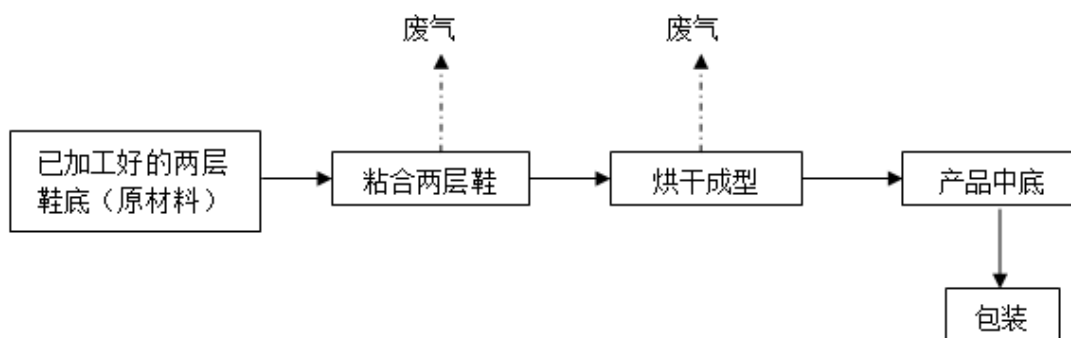 废气
废气
已加工好的两层
鞋底（原材料）
粘合两层鞋
烘干成型
产品中底
包装